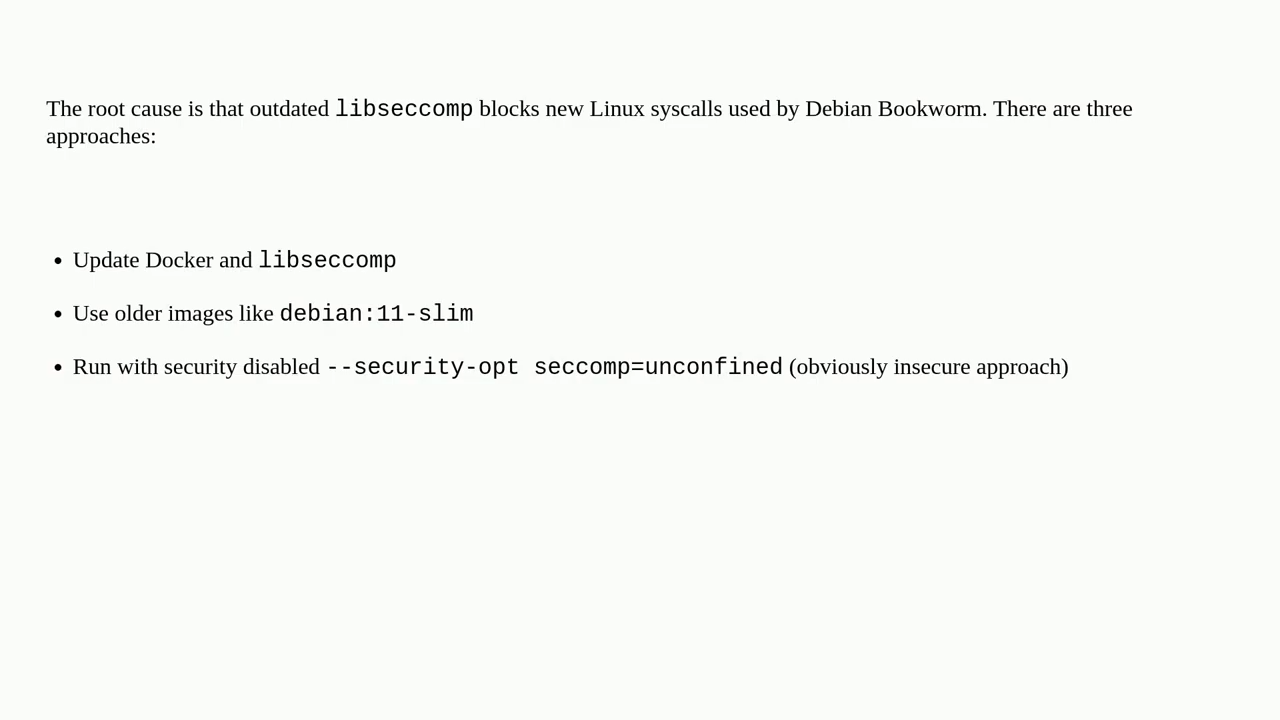 The root cause is that outdated libseccomp blocks new Linux syscalls used by Debian Bookworm. There are three
approaches:
• Update Docker and libseccomp
• Use older images like debian:11-slim
• Run with security disabled --security-opt seccomp=unconfined (obviously insecure approach)